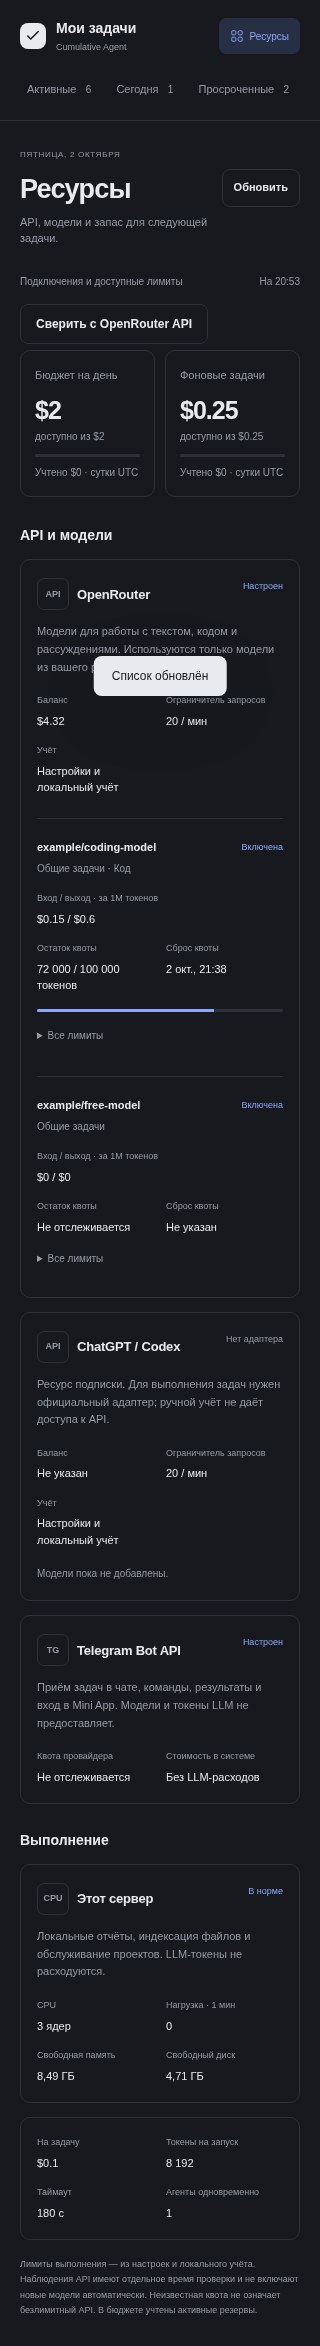 Мои задачи
Cumulative Agent
Ресурсы
Активные 6 Сегодня 1 Просроченные 2
ПЯТНИЦА, 2 ОКТЯБРЯ
Ресурсы
Обновить
API, модели и запас для следующей
задачи.
Подключения и доступные лимиты На 20:53
Сверить с OpenRouter API
Бюджет на день
$2
доступно из $2
Учтено $0 · сутки UTC
Фоновые задачи
$0.25
доступно из $0.25
Учтено $0 · сутки UTC
API и модели
API OpenRouter Настроен
Модели для работы с текстом, кодом и
рассуждениями. Используются только модели
из вашего
Список обновлён
Баланс Ограничитель запросов
$4.32 20 / мин
Учёт
Настройки и
локальный учёт
example/coding-model Включена
Общие задачи · Код
Вход / выход · за 1M токенов
$0.15 / $0.6
Остаток квоты Сброс квоты
72 000 / 100 000 2 окт., 21:38
токенов
▶ Все лимиты
example/free-model Включена
Общие задачи
Вход / выход · за 1M токенов
$0 / $0
Остаток квоты Сброс квоты
Не отслеживается Не указан
▶ Все лимиты
API ChatGPT / Codex Нет адаптера
Ресурс подписки. Для выполнения задач нужен
официальный адаптер; ручной учёт не даёт
доступа к API.
Баланс Ограничитель запросов
Не указан 20 / мин
Учёт
Настройки и
локальный учёт
Модели пока не добавлены.
TG Telegram Bot API Настроен
Приём задач в чате, команды, результаты и
вход в Mini App. Модели и токены LLM не
предоставляет.
Квота провайдера Стоимость в системе
Не отслеживается Без LLM-расходов
Выполнение
CPU Этот сервер В норме
Локальные отчёты, индексация файлов и
обслуживание проектов. LLM-токены не
расходуются.
CPU Нагрузка · 1 мин
3 ядер 0
Свободная память Свободный диск
8,49 ГБ 4,71 ГБ
На задачу Токены на запуск
$0.1 8 192
Таймаут Агенты одновременно
180 с 1
Лимиты выполнения — из настроек и локального учёта.
Наблюдения API имеют отдельное время проверки и не включают
новые модели автоматически. Неизвестная квота не означает
безлимитный API. В бюджете учтены активные резервы.